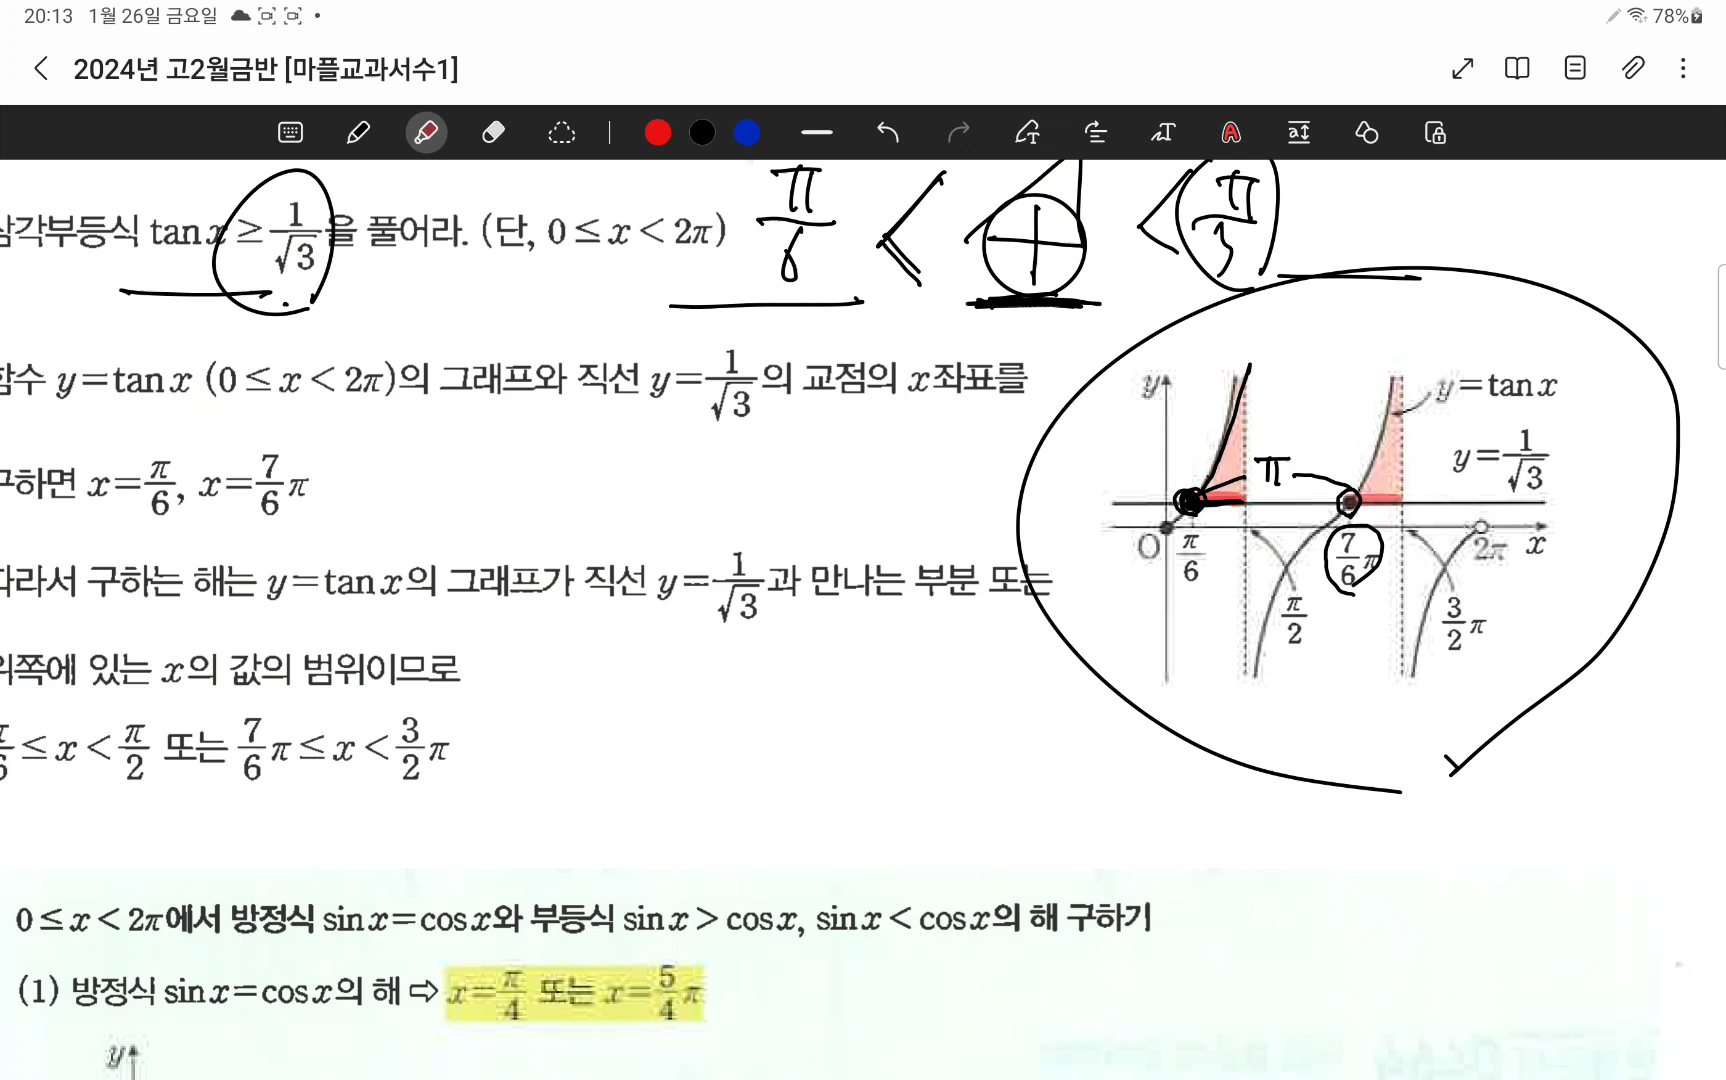 20:13 1월 26일 금요일 78%
2024년 고2월금반 [마플교과서수1]
삼각부등식 tan x ≥ 1/√3 을 풀어라. (단, 0 ≤ x < 2π)
π/6 < < π/3
함수 y=tan x (0 ≤ x < 2π)의 그래프와 직선 y=1/√3의 교점의 x좌표를
구하면 x=π/6, x=7/6 π
따라서 구하는 해는 y=tan x의 그래프가 직선 y=1/√3과 만나는 부분 또는
위쪽에 있는 x의 값의 범위이므로
π/6 ≤ x < π/2 또는 7/6 π ≤ x < 3/2 π
y
y=tan x
y=1/√3
π
O π/6 7/6 π 2π x
π/2 3/2 π
0 ≤ x < 2π에서 방정식 sin x=cos x와 부등식 sin x > cos x, sin x < cos x의 해 구하기
(1) 방정식 sin x=cos x의 해 ⇨ x=π/4 또는 x=5/4 π
y